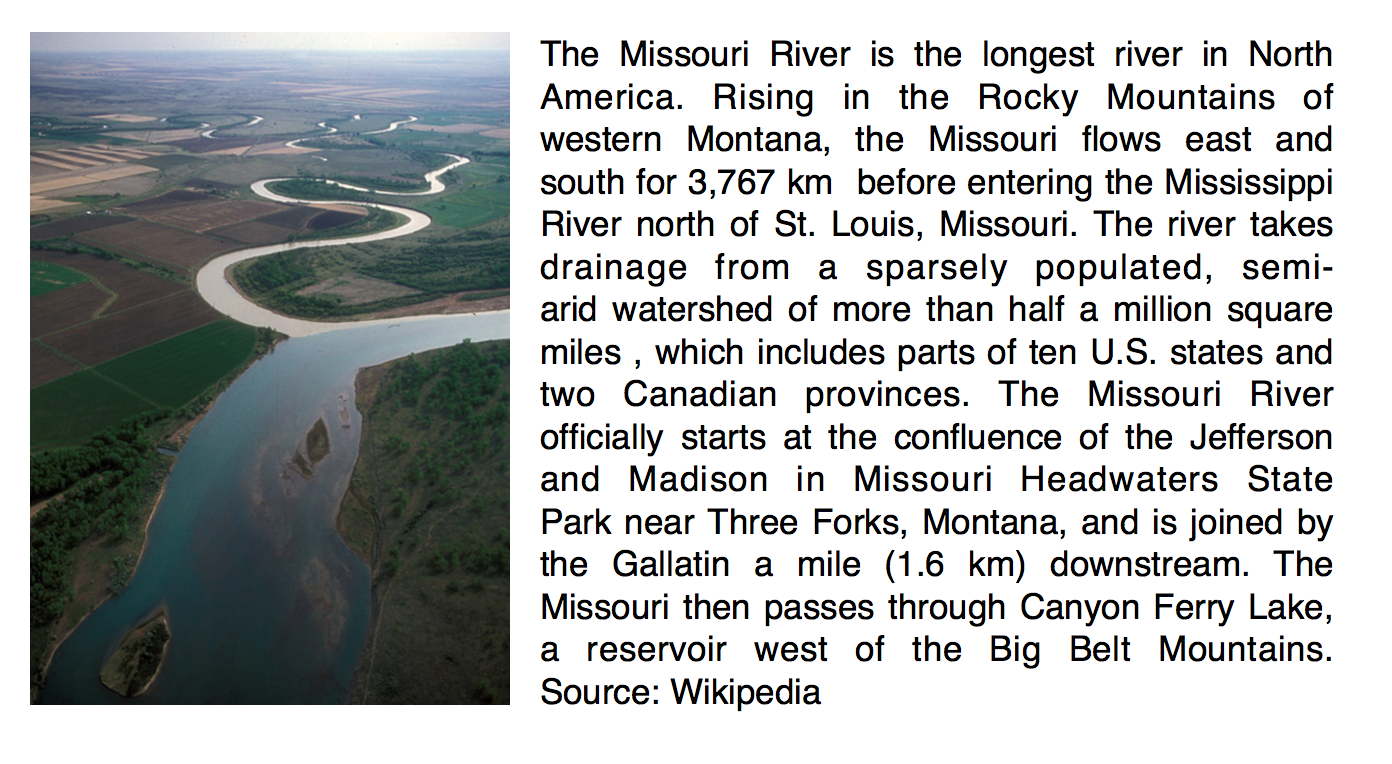 The Missouri River is the longest river in North
America. Rising in the Rocky Mountains of
western Montana, the Missouri flows east and
south for 3,767 km before entering the Mississippi
River north of St. Louis, Missouri. The river takes
drainage from a sparsely populated, semi-
arid watershed of more than half a million square
miles , which includes parts of ten U.S. states and
two Canadian provinces. The Missouri River
officially starts at the confluence of the Jefferson
and Madison in Missouri Headwaters State
Park near Three Forks, Montana, and is joined by
the Gallatin a mile (1.6 km) downstream. The
Missouri then passes through Canyon Ferry Lake,
a reservoir west of the Big Belt Mountains.
Source: Wikipedia